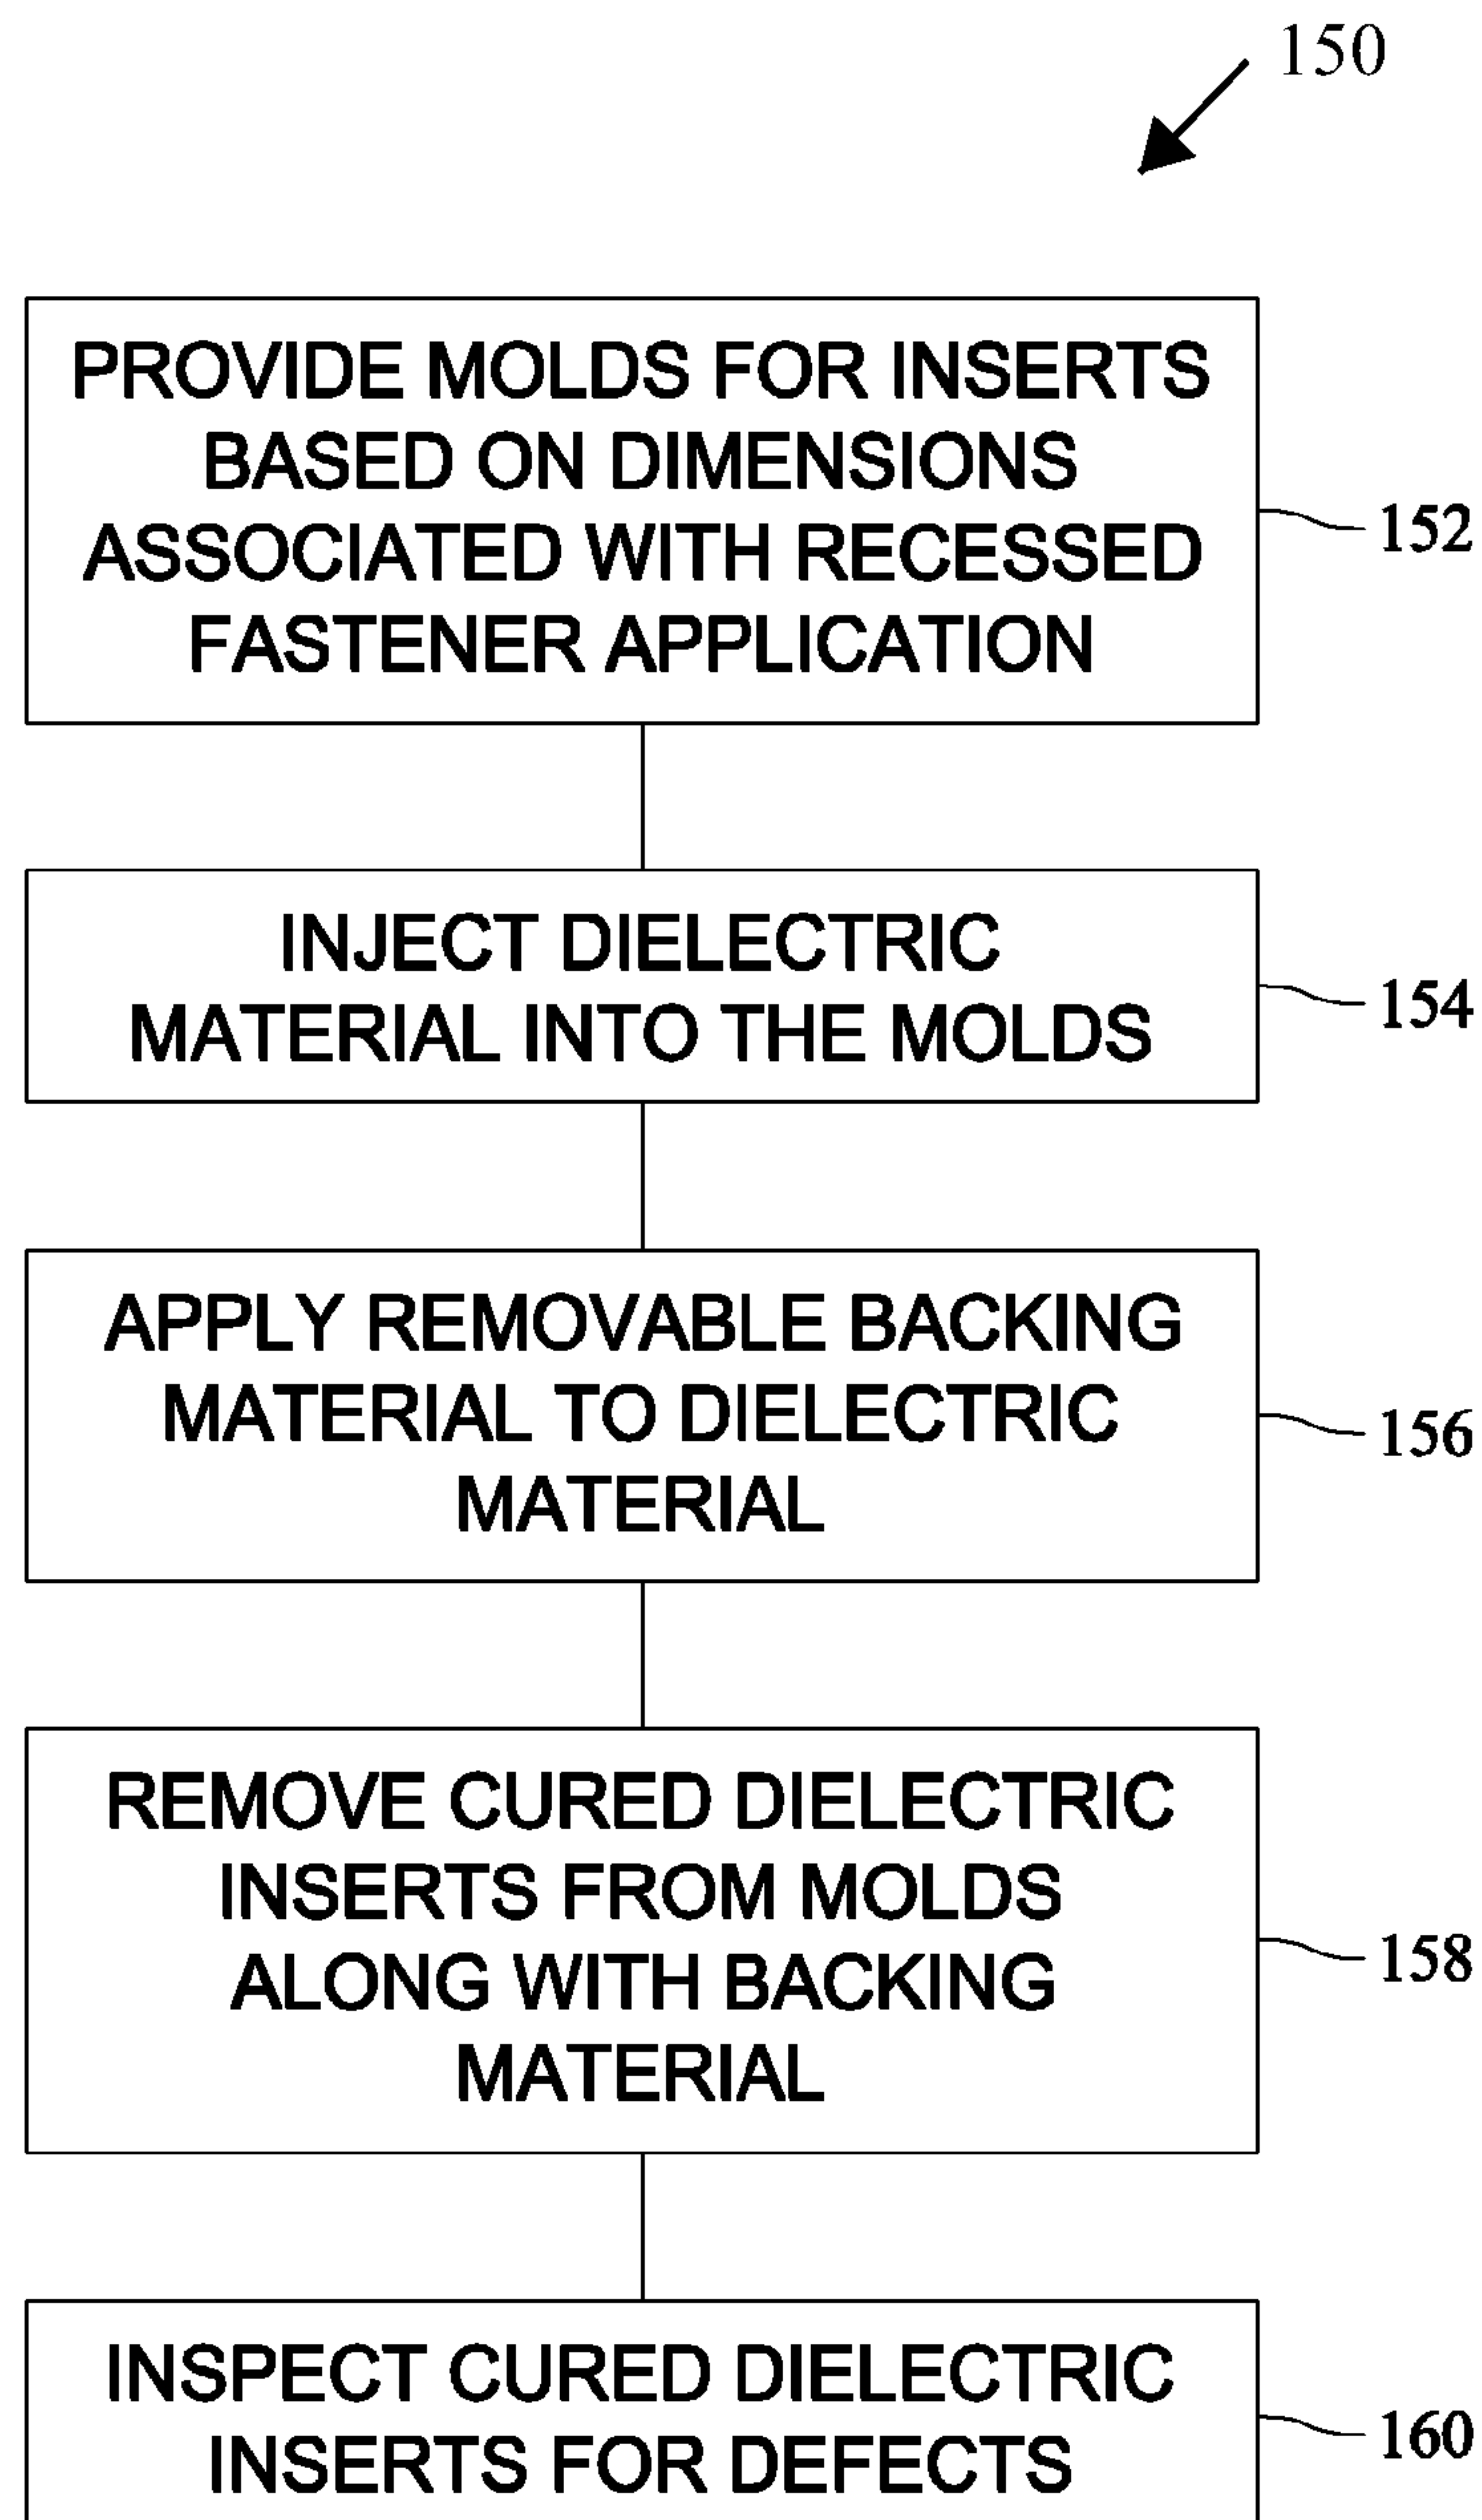 150
PROVIDE MOLDS FOR INSERTS
BASED ON DIMENSIONS
ASSOCIATED WITH RECESSED
FASTENER APPLICATION
152
INJECT DIELECTRIC
MATERIAL INTO THE MOLDS
154
APPLY REMOVABLE BACKING
MATERIAL TO DIELECTRIC
MATERIAL
156
REMOVE CURED DIELECTRIC
INSERTS FROM MOLDS
ALONG WITH BACKING
MATERIAL
158
INSPECT CURED DIELECTRIC
INSERTS FOR DEFECTS
160